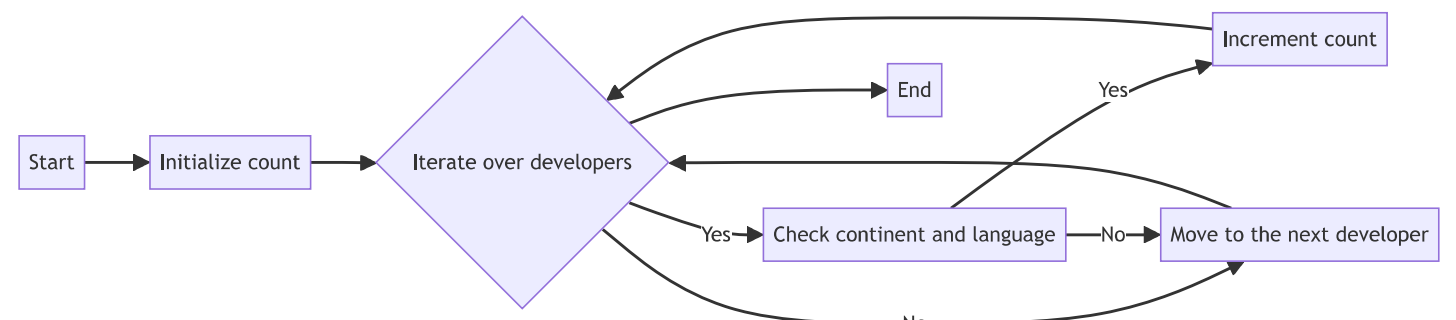 Start
Initialize count
Iterate over developers
End
Yes
Check continent and language
Yes
Increment count
No
Move to the next developer